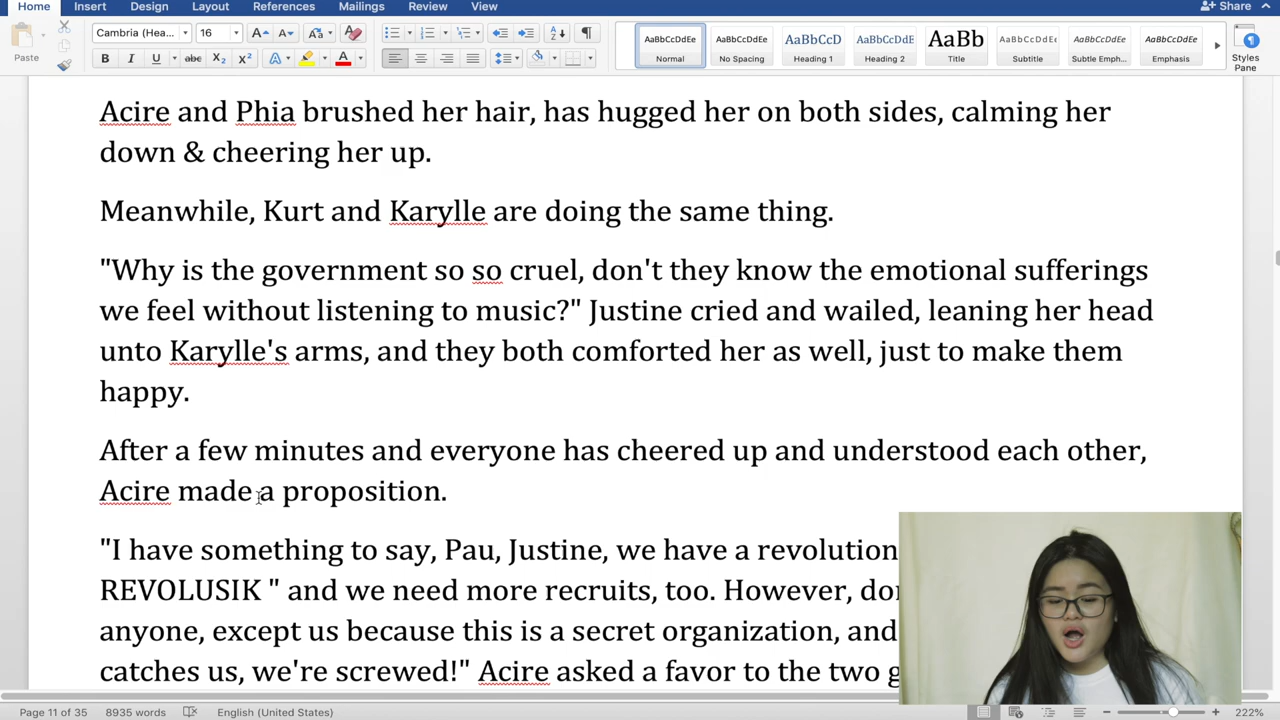 Home Insert Design Layout References Mailings Review View Share
Cambria (Hea... 16
Paste
AaBbCcDdEe AaBbCcDdEe AaBbCcD AaBbCcDdE AaBb AaBbCcDdEe AaBbCcDdEe AaBbCcDdEe
Normal No Spacing Heading 1 Heading 2 Title Subtitle Subtle Emph... Emphasis Styles Pane
Acire and Phia brushed her hair, has hugged her on both sides, calming her
down & cheering her up.
Meanwhile, Kurt and Karylle are doing the same thing.
"Why is the government so so cruel, don't they know the emotional sufferings
we feel without listening to music?" Justine cried and wailed, leaning her head
unto Karylle's arms, and they both comforted her as well, just to make them
happy.
After a few minutes and everyone has cheered up and understood each other,
Acire made a proposition.
"I have something to say, Pau, Justine, we have a revolution
REVOLUSIK " and we need more recruits, too. However,
anyone, except us because this is a secret organization, and
catches us, we're screwed!" Acire asked a favor to the two
Page 11 of 35 8935 words English (United States) 222%